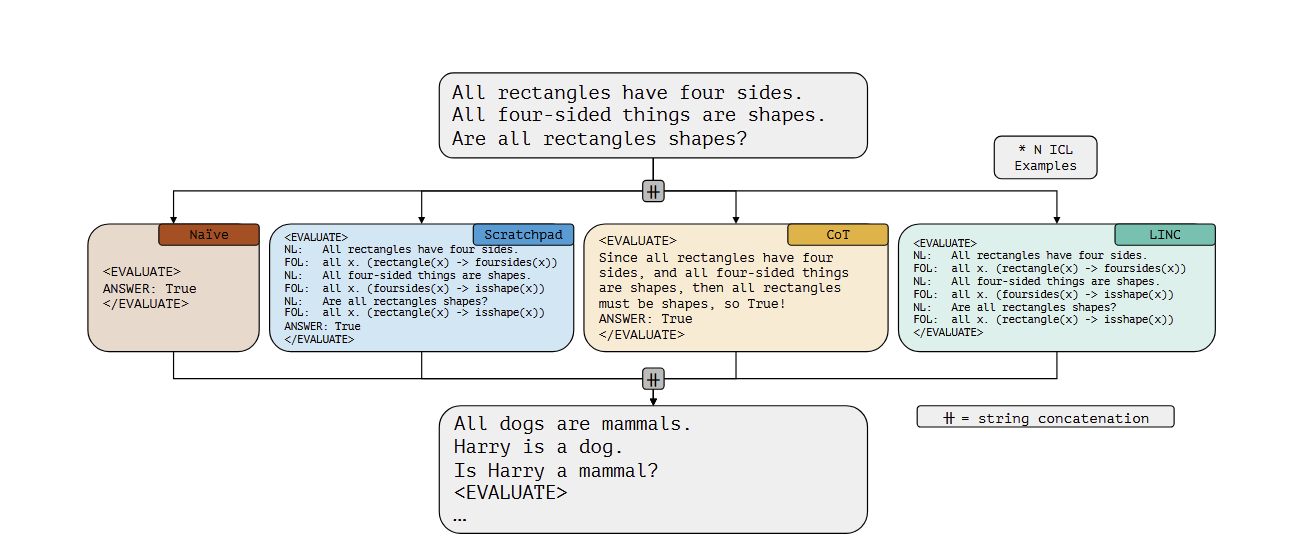 All rectangles have four sides.
All four-sided things are shapes.
Are all rectangles shapes?
* N ICL
Examples
⧺
Naïve
<EVALUATE>
ANSWER: True
</EVALUATE>
Scratchpad
<EVALUATE>
NL: All rectangles have four sides.
FOL: all x. (rectangle(x) -> foursides(x))
NL: All four-sided things are shapes.
FOL: all x. (foursides(x) -> isshape(x))
NL: Are all rectangles shapes?
FOL: all x. (rectangle(x) -> isshape(x))
ANSWER: True
</EVALUATE>
CoT
<EVALUATE>
Since all rectangles have four
sides, and all four-sided things
are shapes, then all rectangles
must be shapes, so True!
ANSWER: True
</EVALUATE>
LINC
<EVALUATE>
NL: All rectangles have four sides.
FOL: all x. (rectangle(x) -> foursides(x))
NL: All four-sided things are shapes.
FOL: all x. (foursides(x) -> isshape(x))
NL: Are all rectangles shapes?
FOL: all x. (rectangle(x) -> isshape(x))
</EVALUATE>
⧺
All dogs are mammals.
Harry is a dog.
Is Harry a mammal?
<EVALUATE>
…
⧺ = string concatenation